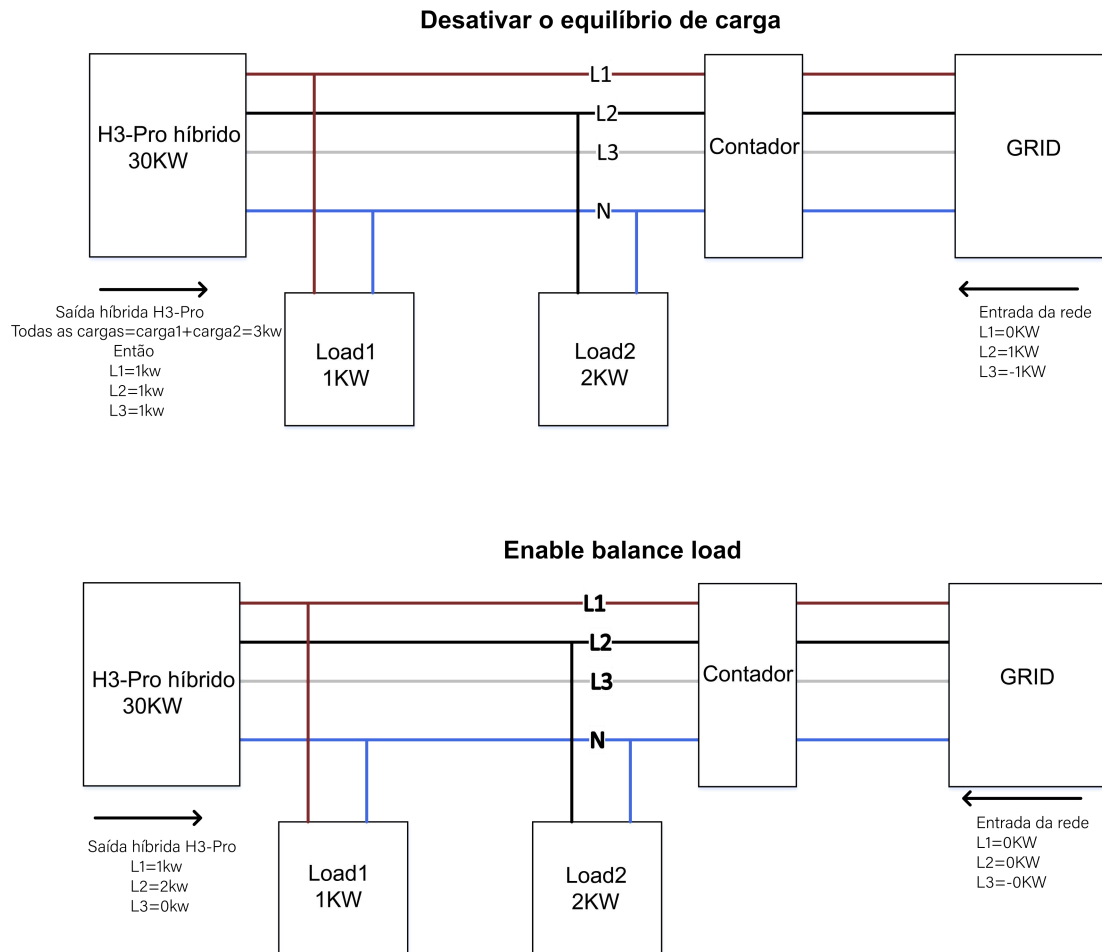 Desativar o equilíbrio de carga
L1
L2
H3-Pro híbrido
30KW
L3
Contador
GRID
N
Saída híbrida H3-Pro
Todas as cargas=carga1+carga2=3kw
Então
L1=1kw
L2=1kw
L3=1kw
Load1
1KW
Load2
2KW
Entrada da rede
L1=0KW
L2=1KW
L3=-1KW
Enable balance load
L1
L2
H3-Pro híbrido
30KW
L3
Contador
GRID
N
Saída híbrida H3-Pro
L1=1kw
L2=2kw
L3=0kw
Load1
1KW
Load2
2KW
Entrada da rede
L1=0KW
L2=0KW
L3=-0KW